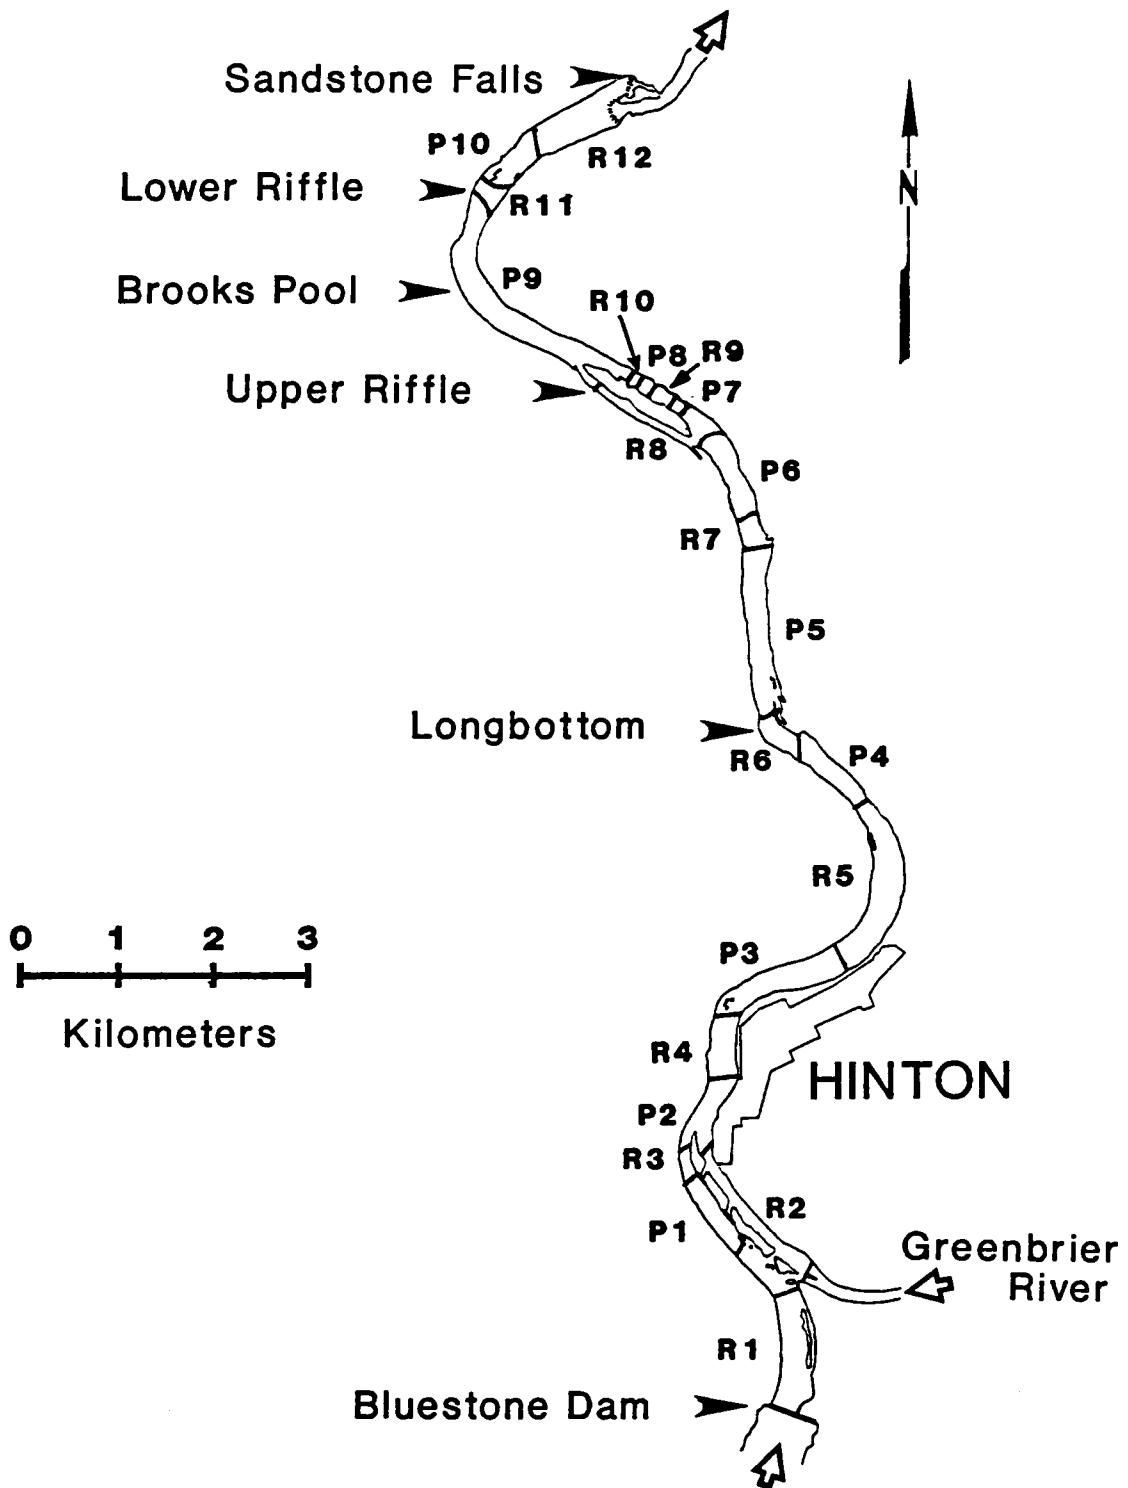 Sandstone Falls
P10
R12
Lower Riffle
N
R11
P9
Brooks Pool
R10
P8
R9
Upper Riffle
P7
R8
P6
R7
P5
Longbottom
R6
P4
R5
0 1 2 3
Kilometers
P3
R4
HINTON
P2
R3
R2
P1
Greenbrier
River
R1
Bluestone Dam